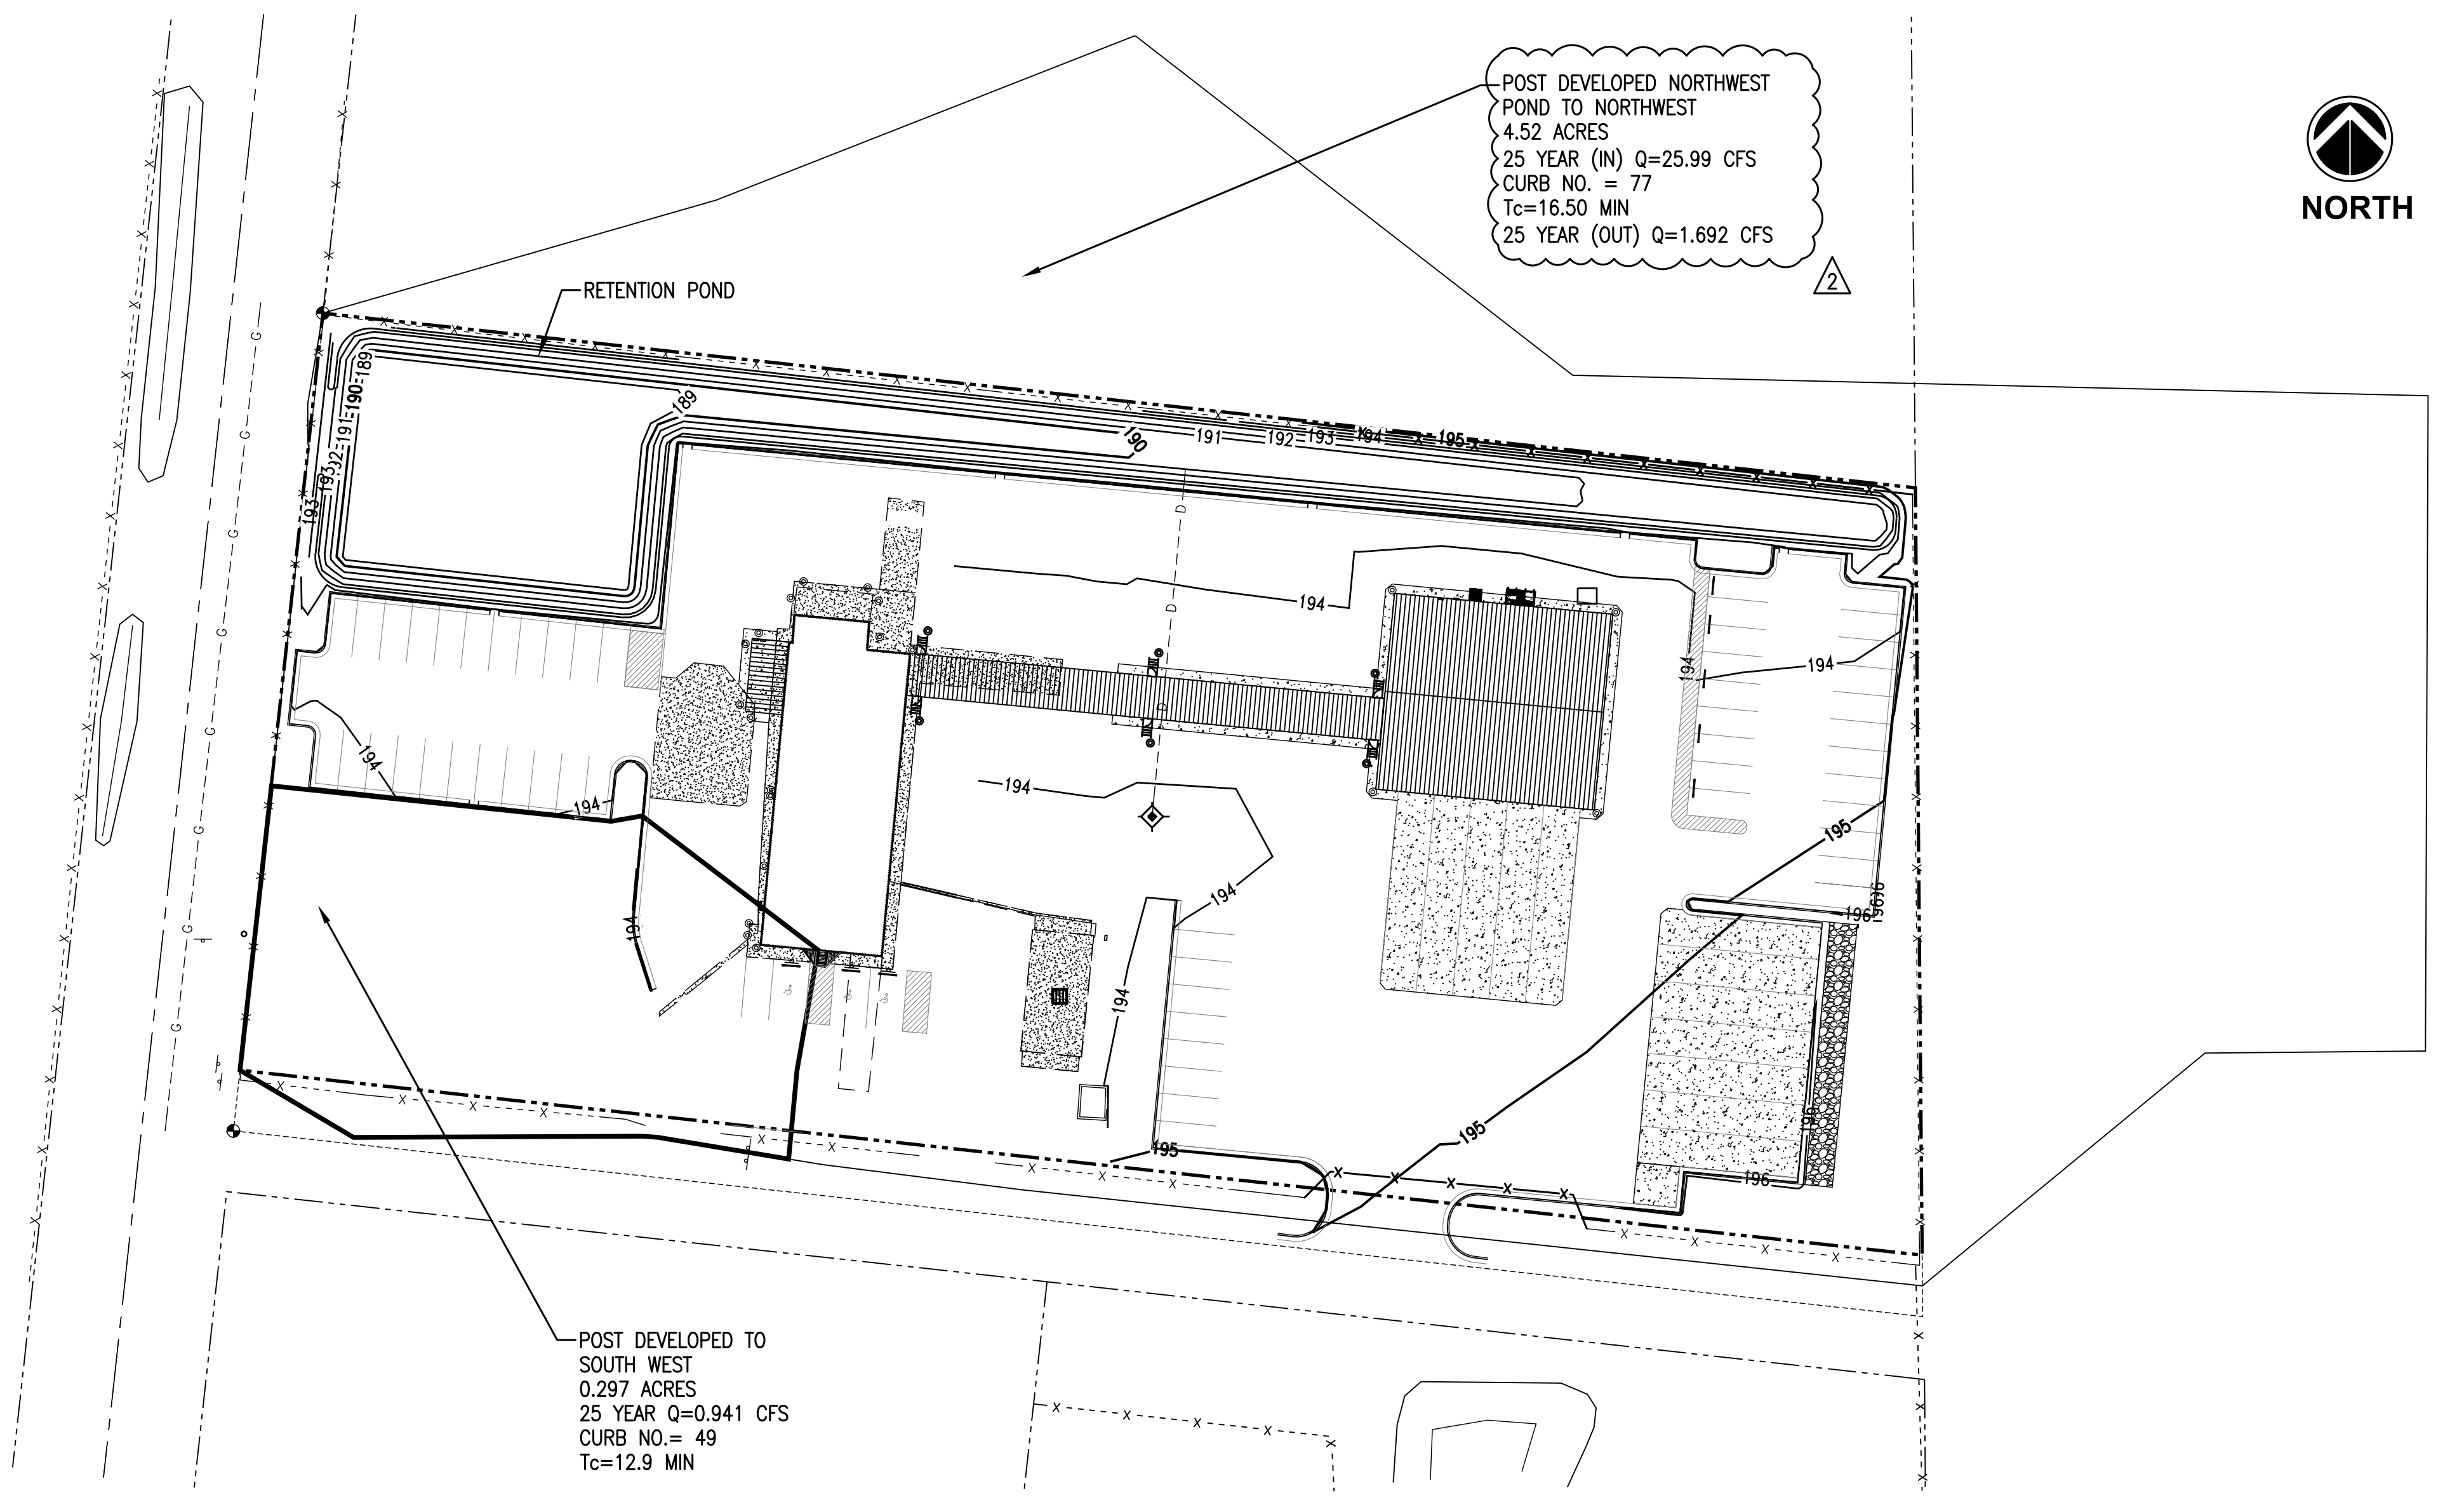 POST DEVELOPED NORTHWEST
POND TO NORTHWEST
4.52 ACRES
25 YEAR (IN) Q=25.99 CFS
CURB NO. = 77
Tc=16.50 MIN
25 YEAR (OUT) Q=1.692 CFS
2
NORTH
RETENTION POND
189
190
191
192
193
193
189
190
191
192
193
194
195
194
194
194
194
194
194
194
195
194
194
194
196
196
196
195
195
196
196
POST DEVELOPED TO
SOUTH WEST
0.297 ACRES
25 YEAR Q=0.941 CFS
CURB NO.= 49
Tc=12.9 MIN
G
G
G
G
G
G
G
G
D
D
D